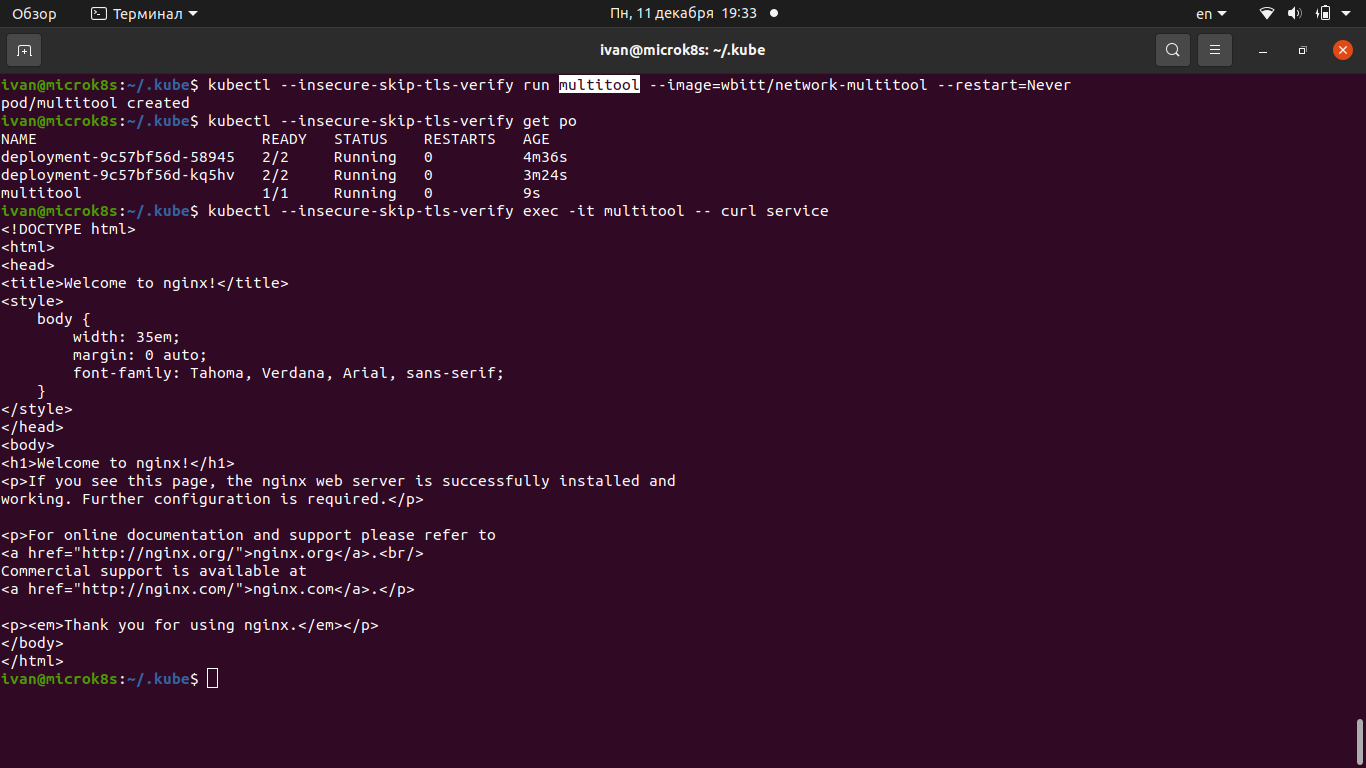 Обзор Терминал Пн, 11 декабря 19:33 en
ivan@microk8s: ~/.kube
ivan@microk8s:~/.kube$ kubectl --insecure-skip-tls-verify run multitool --image=wbitt/network-multitool --restart=Never
pod/multitool created
ivan@microk8s:~/.kube$ kubectl --insecure-skip-tls-verify get po
NAME                         READY   STATUS    RESTARTS   AGE
deployment-9c57bf56d-58945   2/2     Running   0          4m36s
deployment-9c57bf56d-kq5hv   2/2     Running   0          3m24s
multitool                    1/1     Running   0          9s
ivan@microk8s:~/.kube$ kubectl --insecure-skip-tls-verify exec -it multitool -- curl service
<!DOCTYPE html>
<html>
<head>
<title>Welcome to nginx!</title>
<style>
    body {
        width: 35em;
        margin: 0 auto;
        font-family: Tahoma, Verdana, Arial, sans-serif;
    }
</style>
</head>
<body>
<h1>Welcome to nginx!</h1>
<p>If you see this page, the nginx web server is successfully installed and
working. Further configuration is required.</p>

<p>For online documentation and support please refer to
<a href="http://nginx.org/">nginx.org</a>.<br/>
Commercial support is available at
<a href="http://nginx.com/">nginx.com</a>.</p>

<p><em>Thank you for using nginx.</em></p>
</body>
</html>
ivan@microk8s:~/.kube$